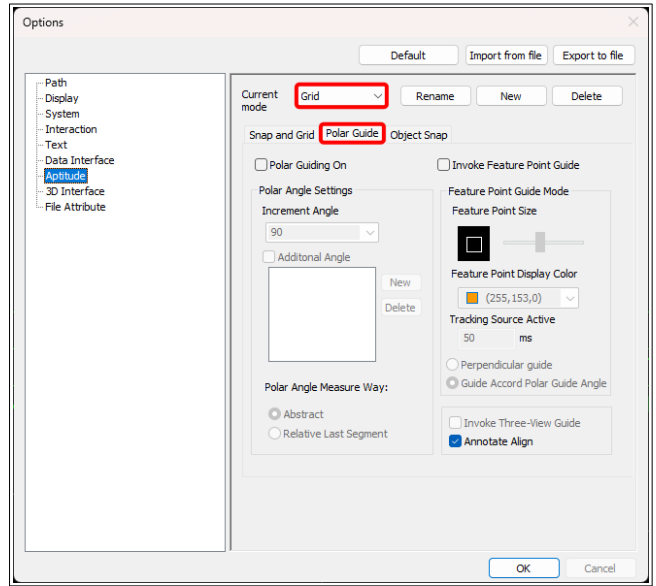 Options
Default
Import from file
Export to file
Path
Display
System
Interaction
Text
Data Interface
Aptitude
3D Interface
File Attribute
Current mode
Grid
Rename
New
Delete
Snap and Grid
Polar Guide
Object Snap
Polar Guiding On
Invoke Feature Point Guide
Polar Angle Settings
Increment Angle
90
Additonal Angle
New
Delete
Polar Angle Measure Way:
Abstract
Relative Last Segment
Feature Point Guide Mode
Feature Point Size
Feature Point Display Color
(255,153,0)
Tracking Source Active
50 ms
Perpendicular guide
Guide Accord Polar Guide Angle
Invoke Three-View Guide
Annotate Align
OK
Cancel